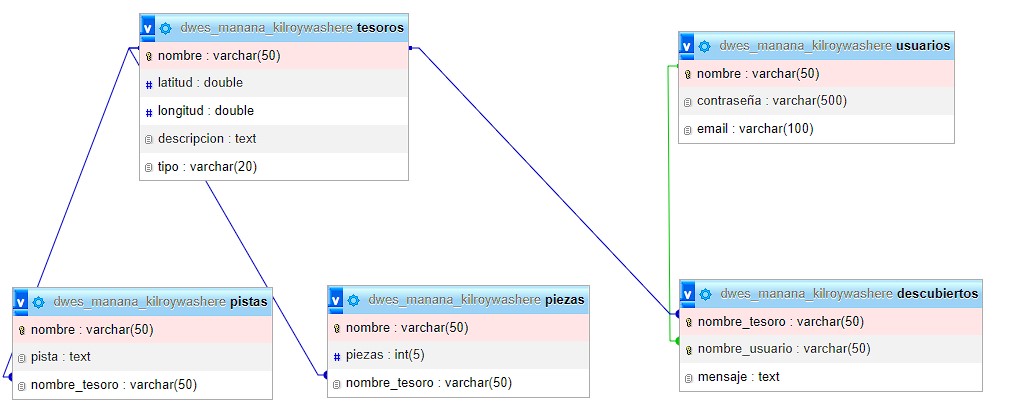 v dwes_manana_kilroywashere tesoros
nombre : varchar(50)
# latitud : double
# longitud : double
descripcion : text
tipo : varchar(20)
v dwes_manana_kilroywashere usuarios
nombre : varchar(50)
contraseña : varchar(500)
email : varchar(100)
v dwes_manana_kilroywashere pistas
nombre : varchar(50)
pista : text
nombre_tesoro : varchar(50)
v dwes_manana_kilroywashere piezas
nombre : varchar(50)
# piezas : int(5)
nombre_tesoro : varchar(50)
v dwes_manana_kilroywashere descubiertos
nombre_tesoro : varchar(50)
nombre_usuario : varchar(50)
mensaje : text